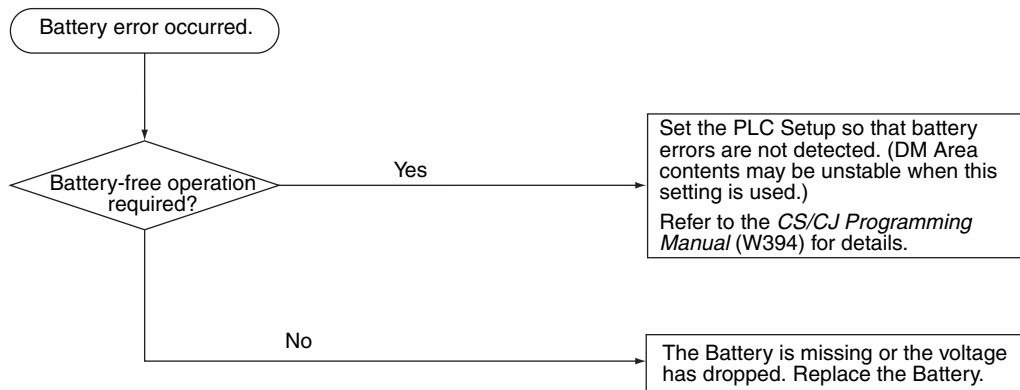 Battery error occurred.
Battery-free operation
required?
Yes
Set the PLC Setup so that battery
errors are not detected. (DM Area
contents may be unstable when this
setting is used.)
Refer to the CS/CJ Programming
Manual (W394) for details.
No
The Battery is missing or the voltage
has dropped. Replace the Battery.